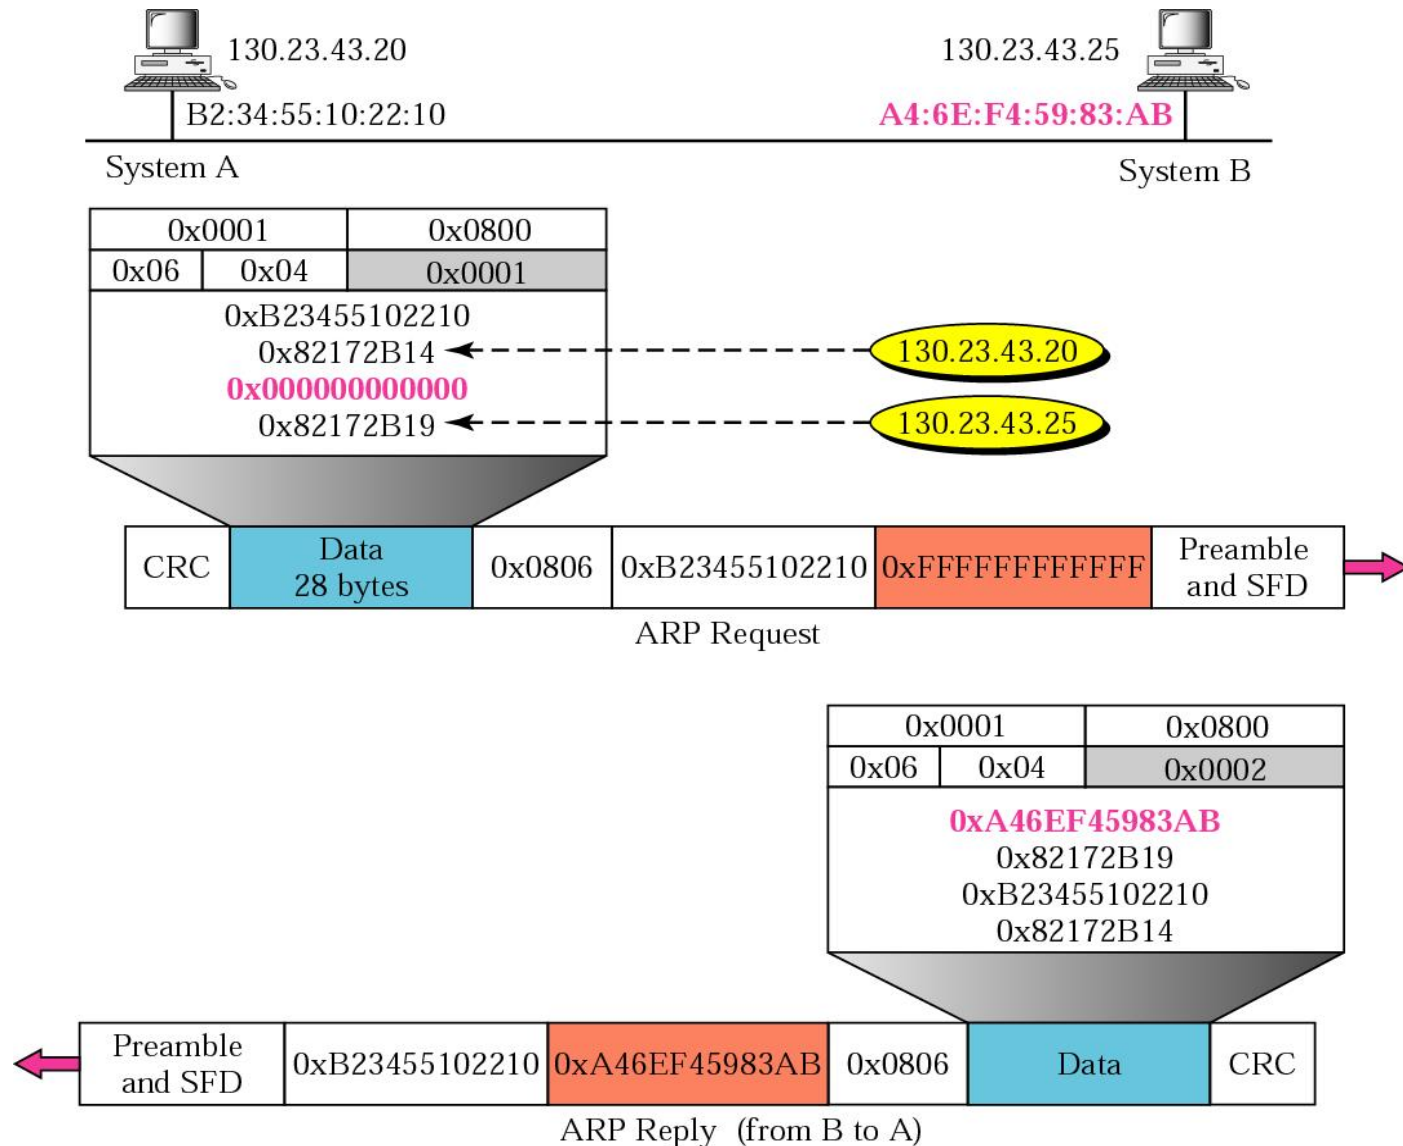 130.23.43.20
130.23.43.25
B2:34:55:10:22:10
A4:6E:F4:59:83:AB
System A
System B
0x0001 0x0800
0x06 0x04 0x0001
0xB23455102210
0x82172B14
130.23.43.20
0x000000000000
0x82172B19
130.23.43.25
CRC
Data
28 bytes
0x0806
0xB23455102210
0xFFFFFFFFFFFF
Preamble
and SFD
ARP Request
0x0001 0x0800
0x06 0x04 0x0002
0xA46EF45983AB
0x82172B19
0xB23455102210
0x82172B14
Preamble
and SFD
0xB23455102210
0xA46EF45983AB
0x0806
Data
CRC
ARP Reply (from B to A)